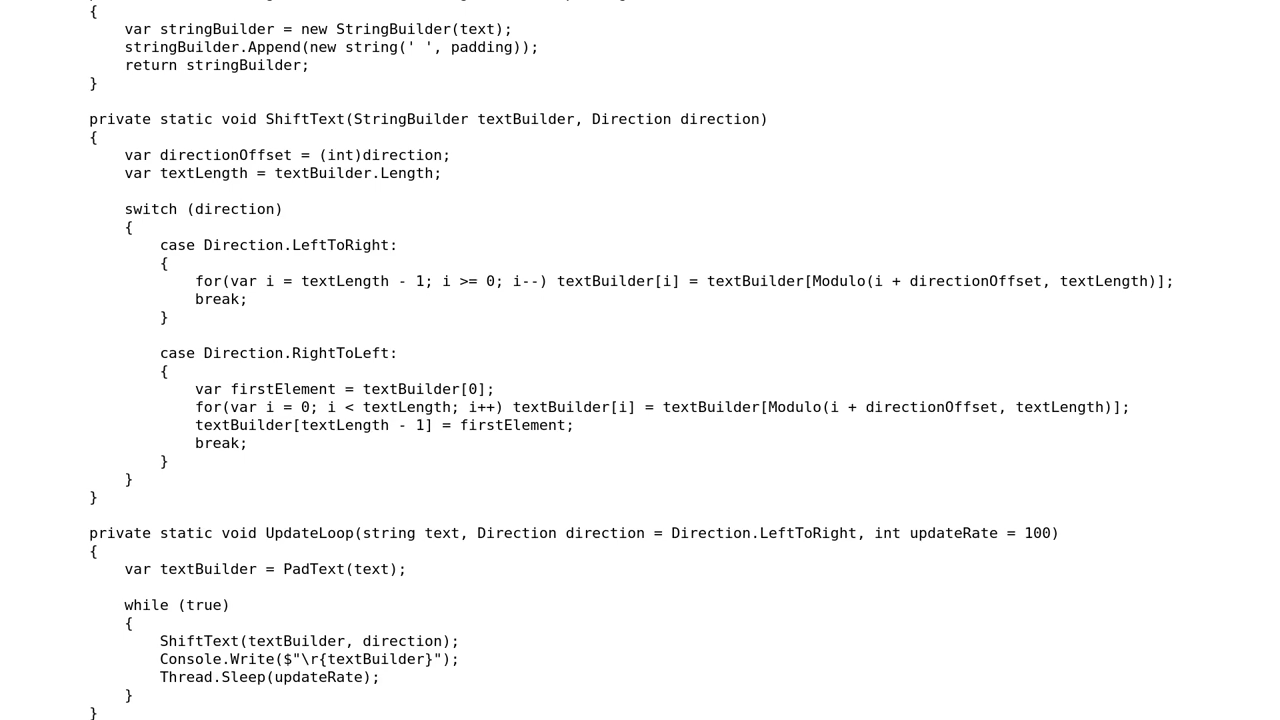 {
    var stringBuilder = new StringBuilder(text);
    stringBuilder.Append(new string(' ', padding));
    return stringBuilder;
}

private static void ShiftText(StringBuilder textBuilder, Direction direction)
{
    var directionOffset = (int)direction;
    var textLength = textBuilder.Length;

    switch (direction)
    {
        case Direction.LeftToRight:
        {
            for(var i = textLength - 1; i >= 0; i--) textBuilder[i] = textBuilder[Modulo(i + directionOffset, textLength)];
            break;
        }

        case Direction.RightToLeft:
        {
            var firstElement = textBuilder[0];
            for(var i = 0; i < textLength; i++) textBuilder[i] = textBuilder[Modulo(i + directionOffset, textLength)];
            textBuilder[textLength - 1] = firstElement;
            break;
        }
    }
}

private static void UpdateLoop(string text, Direction direction = Direction.LeftToRight, int updateRate = 100)
{
    var textBuilder = PadText(text);

    while (true)
    {
        ShiftText(textBuilder, direction);
        Console.Write($"\r{textBuilder}");
        Thread.Sleep(updateRate);
    }
}